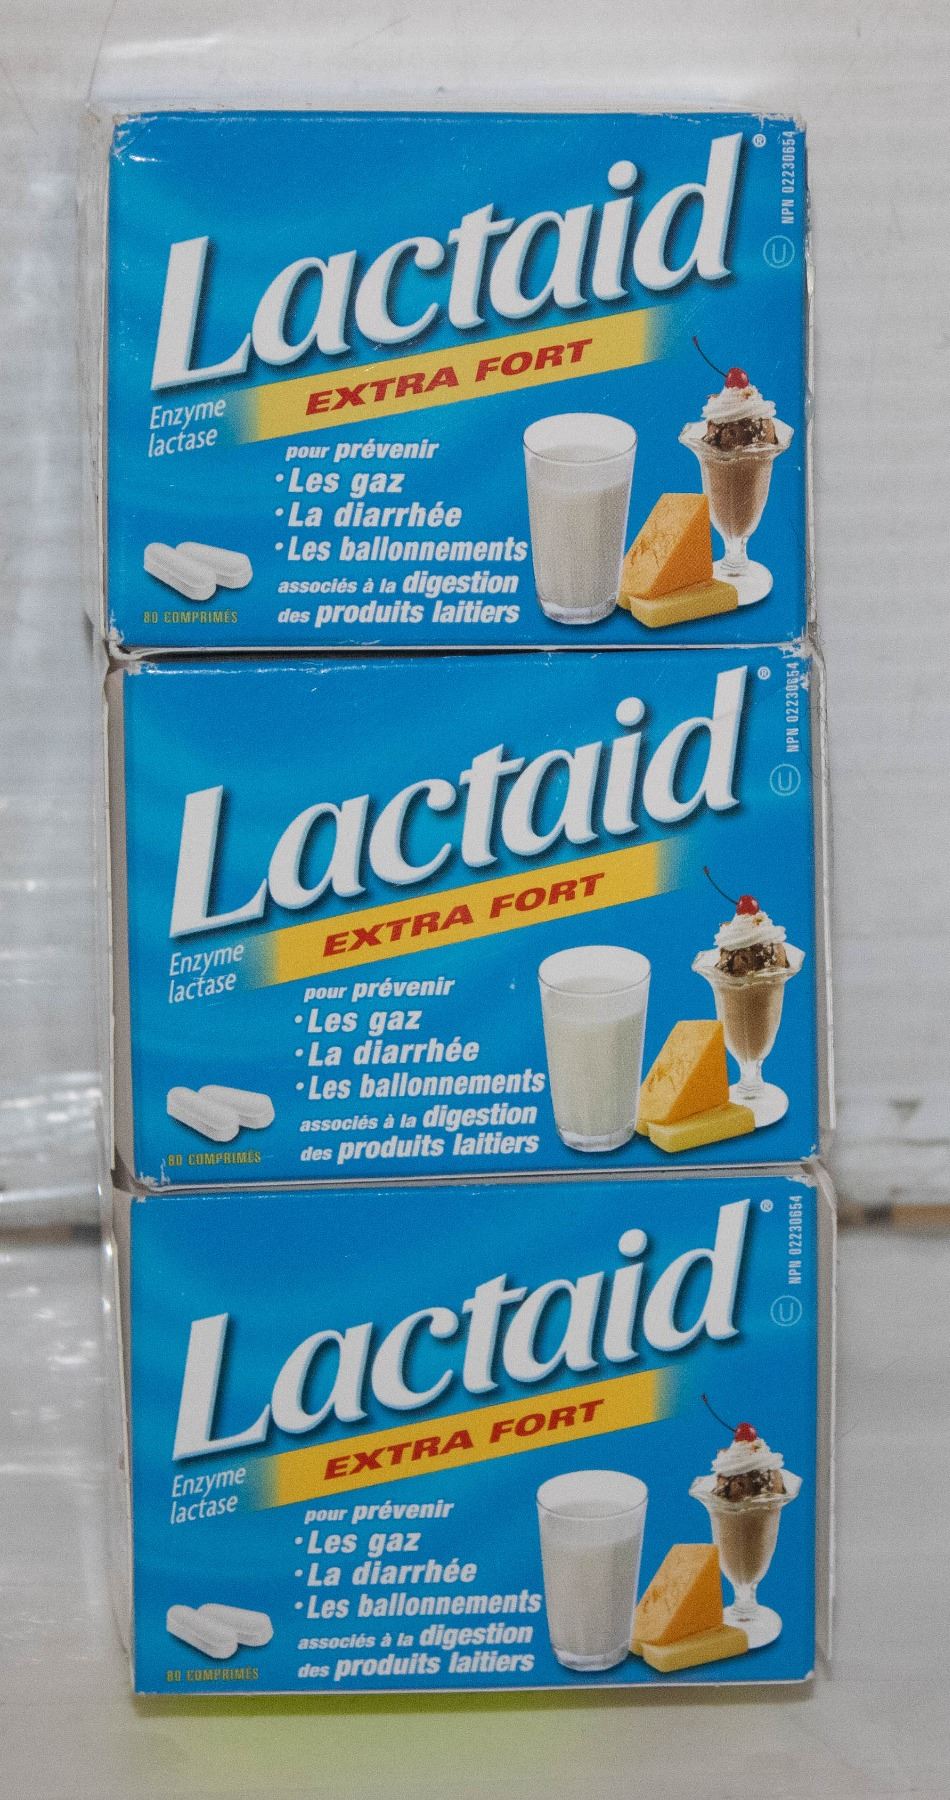 Lactaid®
NPN 02230654
U
EXTRA FORT
Enzyme
lactase
pour prévenir
• Les gaz
• La diarrhée
• Les ballonnements
associés à la digestion
des produits laitiers
80 COMPRIMÉS
Lactaid®
NPN 02230654
U
EXTRA FORT
Enzyme
lactase
pour prévenir
• Les gaz
• La diarrhée
• Les ballonnements
associés à la digestion
des produits laitiers
80 COMPRIMÉS
Lactaid®
NPN 02230654
U
EXTRA FORT
Enzyme
lactase
pour prévenir
• Les gaz
• La diarrhée
• Les ballonnements
associés à la digestion
des produits laitiers
80 COMPRIMÉS